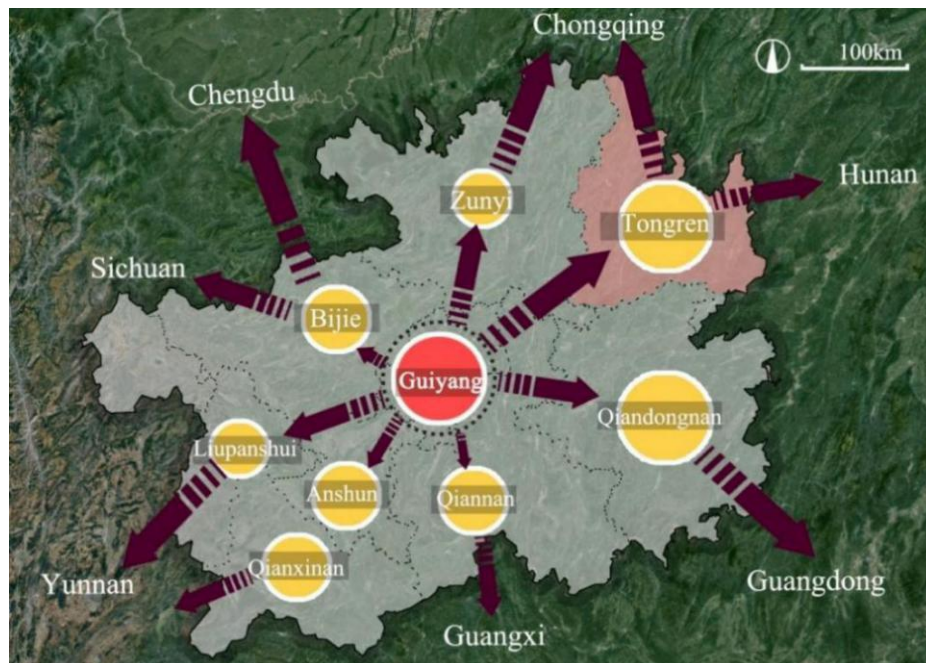 Chongqing
100km
Chengdu
Hunan
Zunyi
Tongren
Sichuan
Bijie
Guiyang
Qiandongnan
Liupanshui
Anshun
Qiannan
Qianxinan
Yunnan
Guangdong
Guangxi